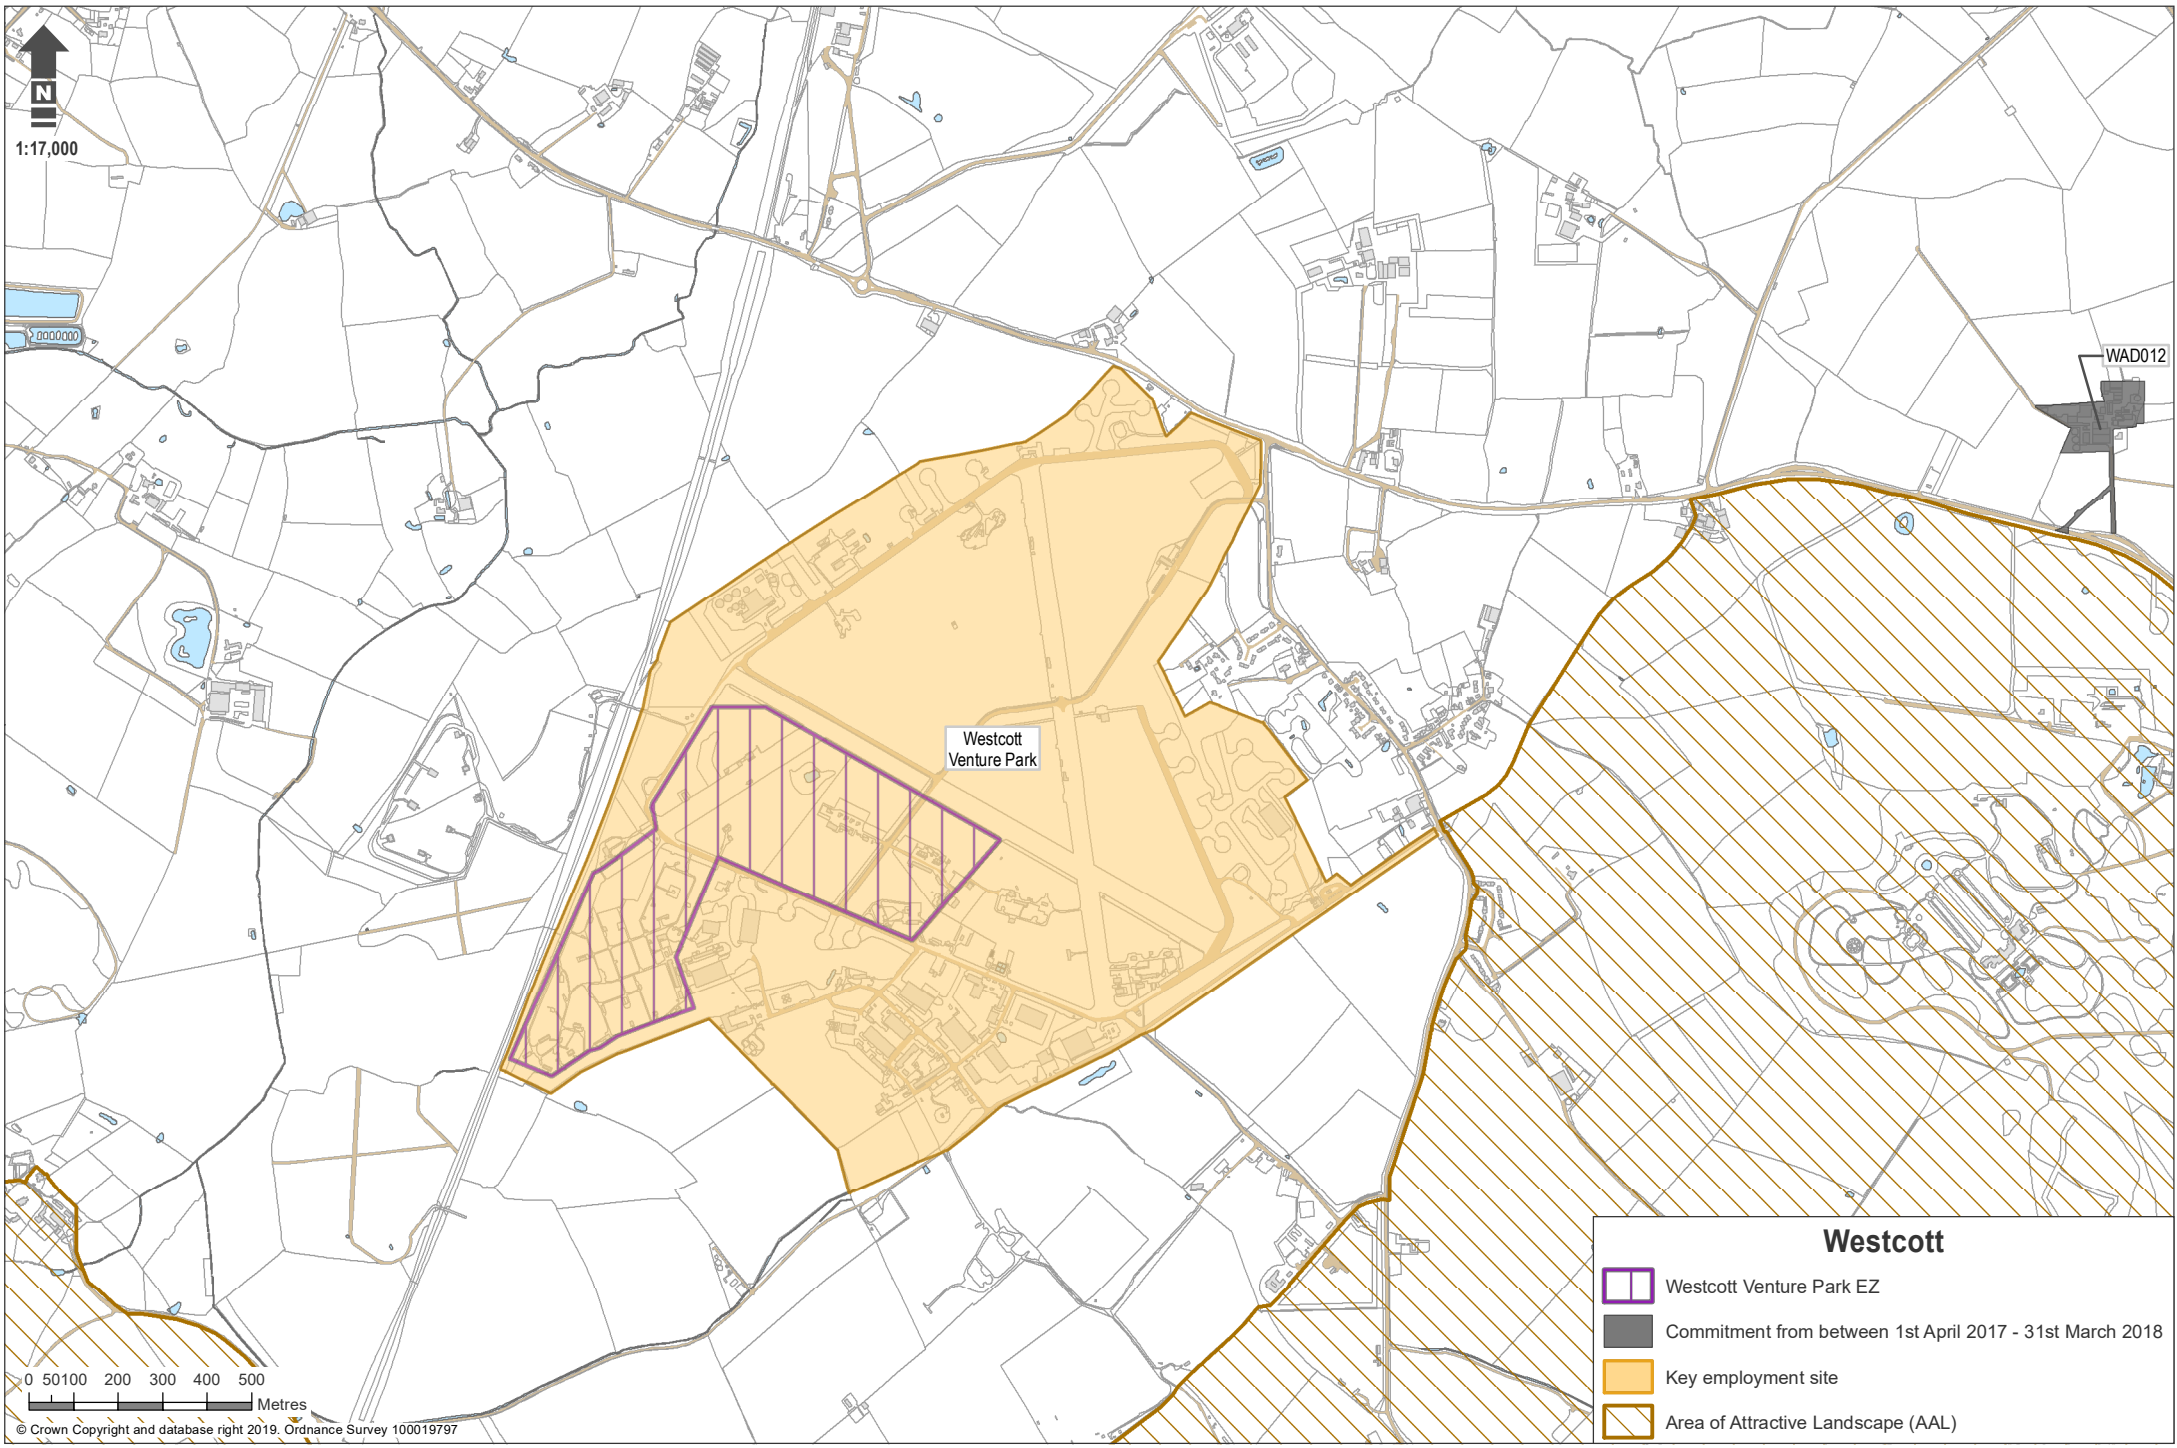 N
1:17,000
WAD012
Westcott
Venture Park
Westcott
Westcott Venture Park EZ
Commitment from between 1st April 2017 - 31st March 2018
Key employment site
Area of Attractive Landscape (AAL)
0 50 100 200 300 400 500
Metres
© Crown Copyright and database right 2019. Ordnance Survey 100019797